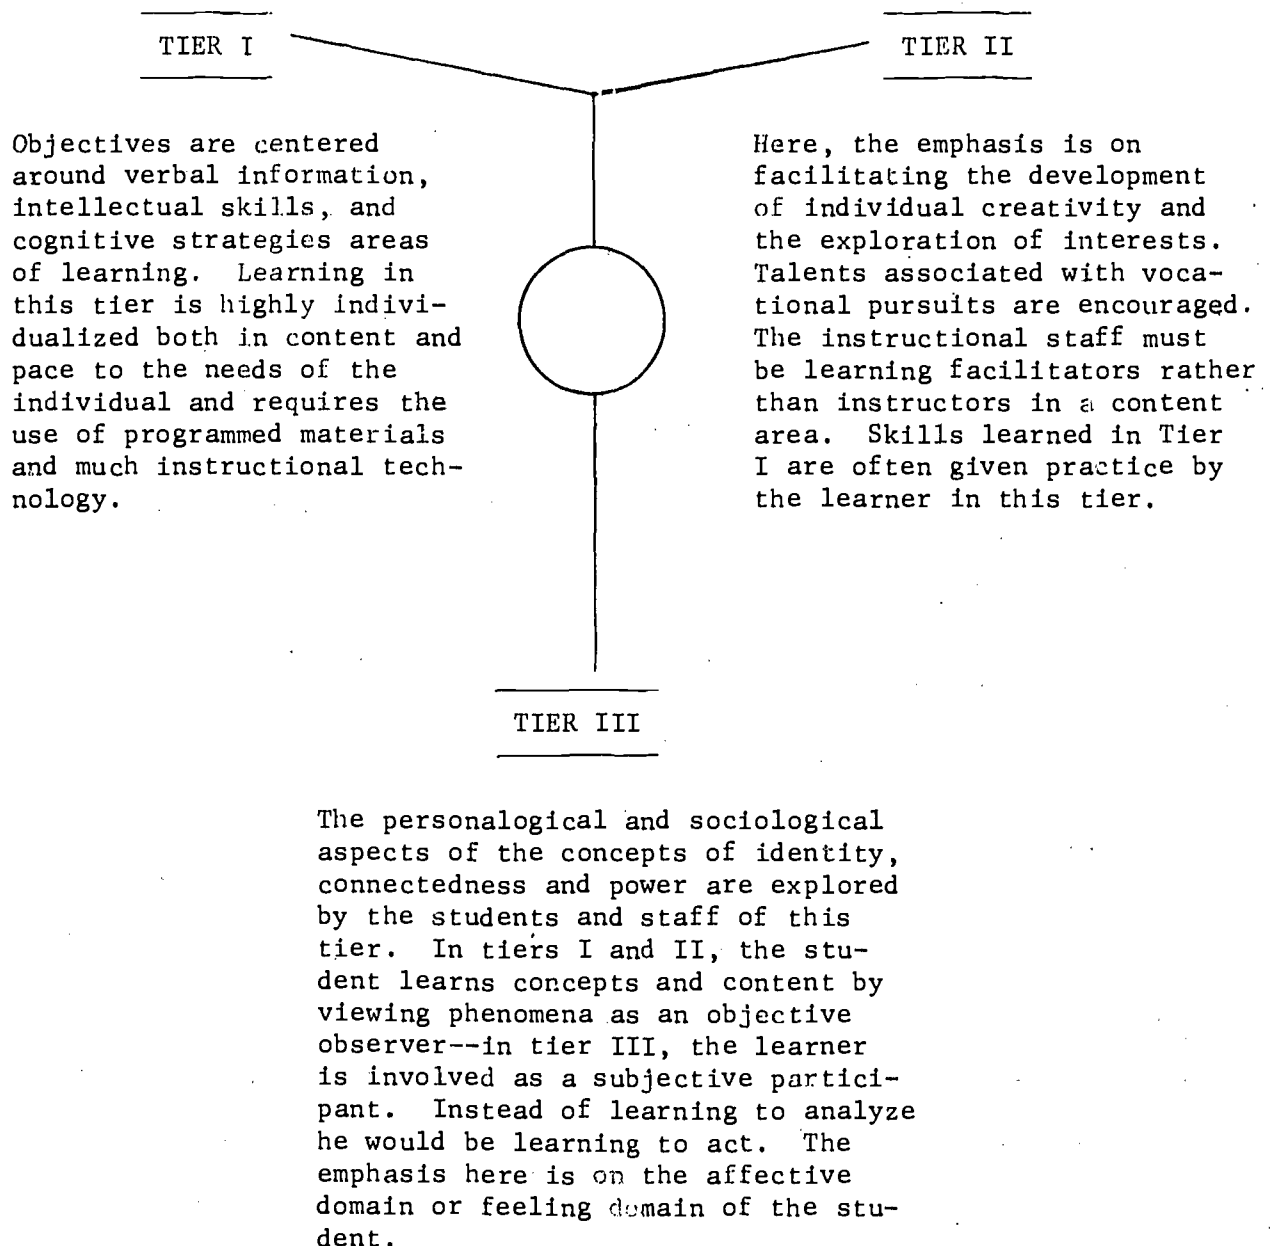 TIER I
TIER II
Objectives are centered
around verbal information,
intellectual skills, and
cognitive strategies areas
of learning.  Learning in
this tier is highly indivi-
dualized both in content and
pace to the needs of the
individual and requires the
use of programmed materials
and much instructional tech-
nology.
Here, the emphasis is on
facilitating the development
of individual creativity and
the exploration of interests.
Talents associated with voca-
tional pursuits are encouraged.
The instructional staff must
be learning facilitators rather
than instructors in a content
area.  Skills learned in Tier
I are often given practice by
the learner in this tier.
TIER III
The personalogical and sociological
aspects of the concepts of identity,
connectedness and power are explored
by the students and staff of this
tier.  In tiers I and II, the stu-
dent learns concepts and content by
viewing phenomena as an objective
observer--in tier III, the learner
is involved as a subjective partici-
pant.  Instead of learning to analyze
he would be learning to act.  The
emphasis here is on the affective
domain or feeling domain of the stu-
dent.